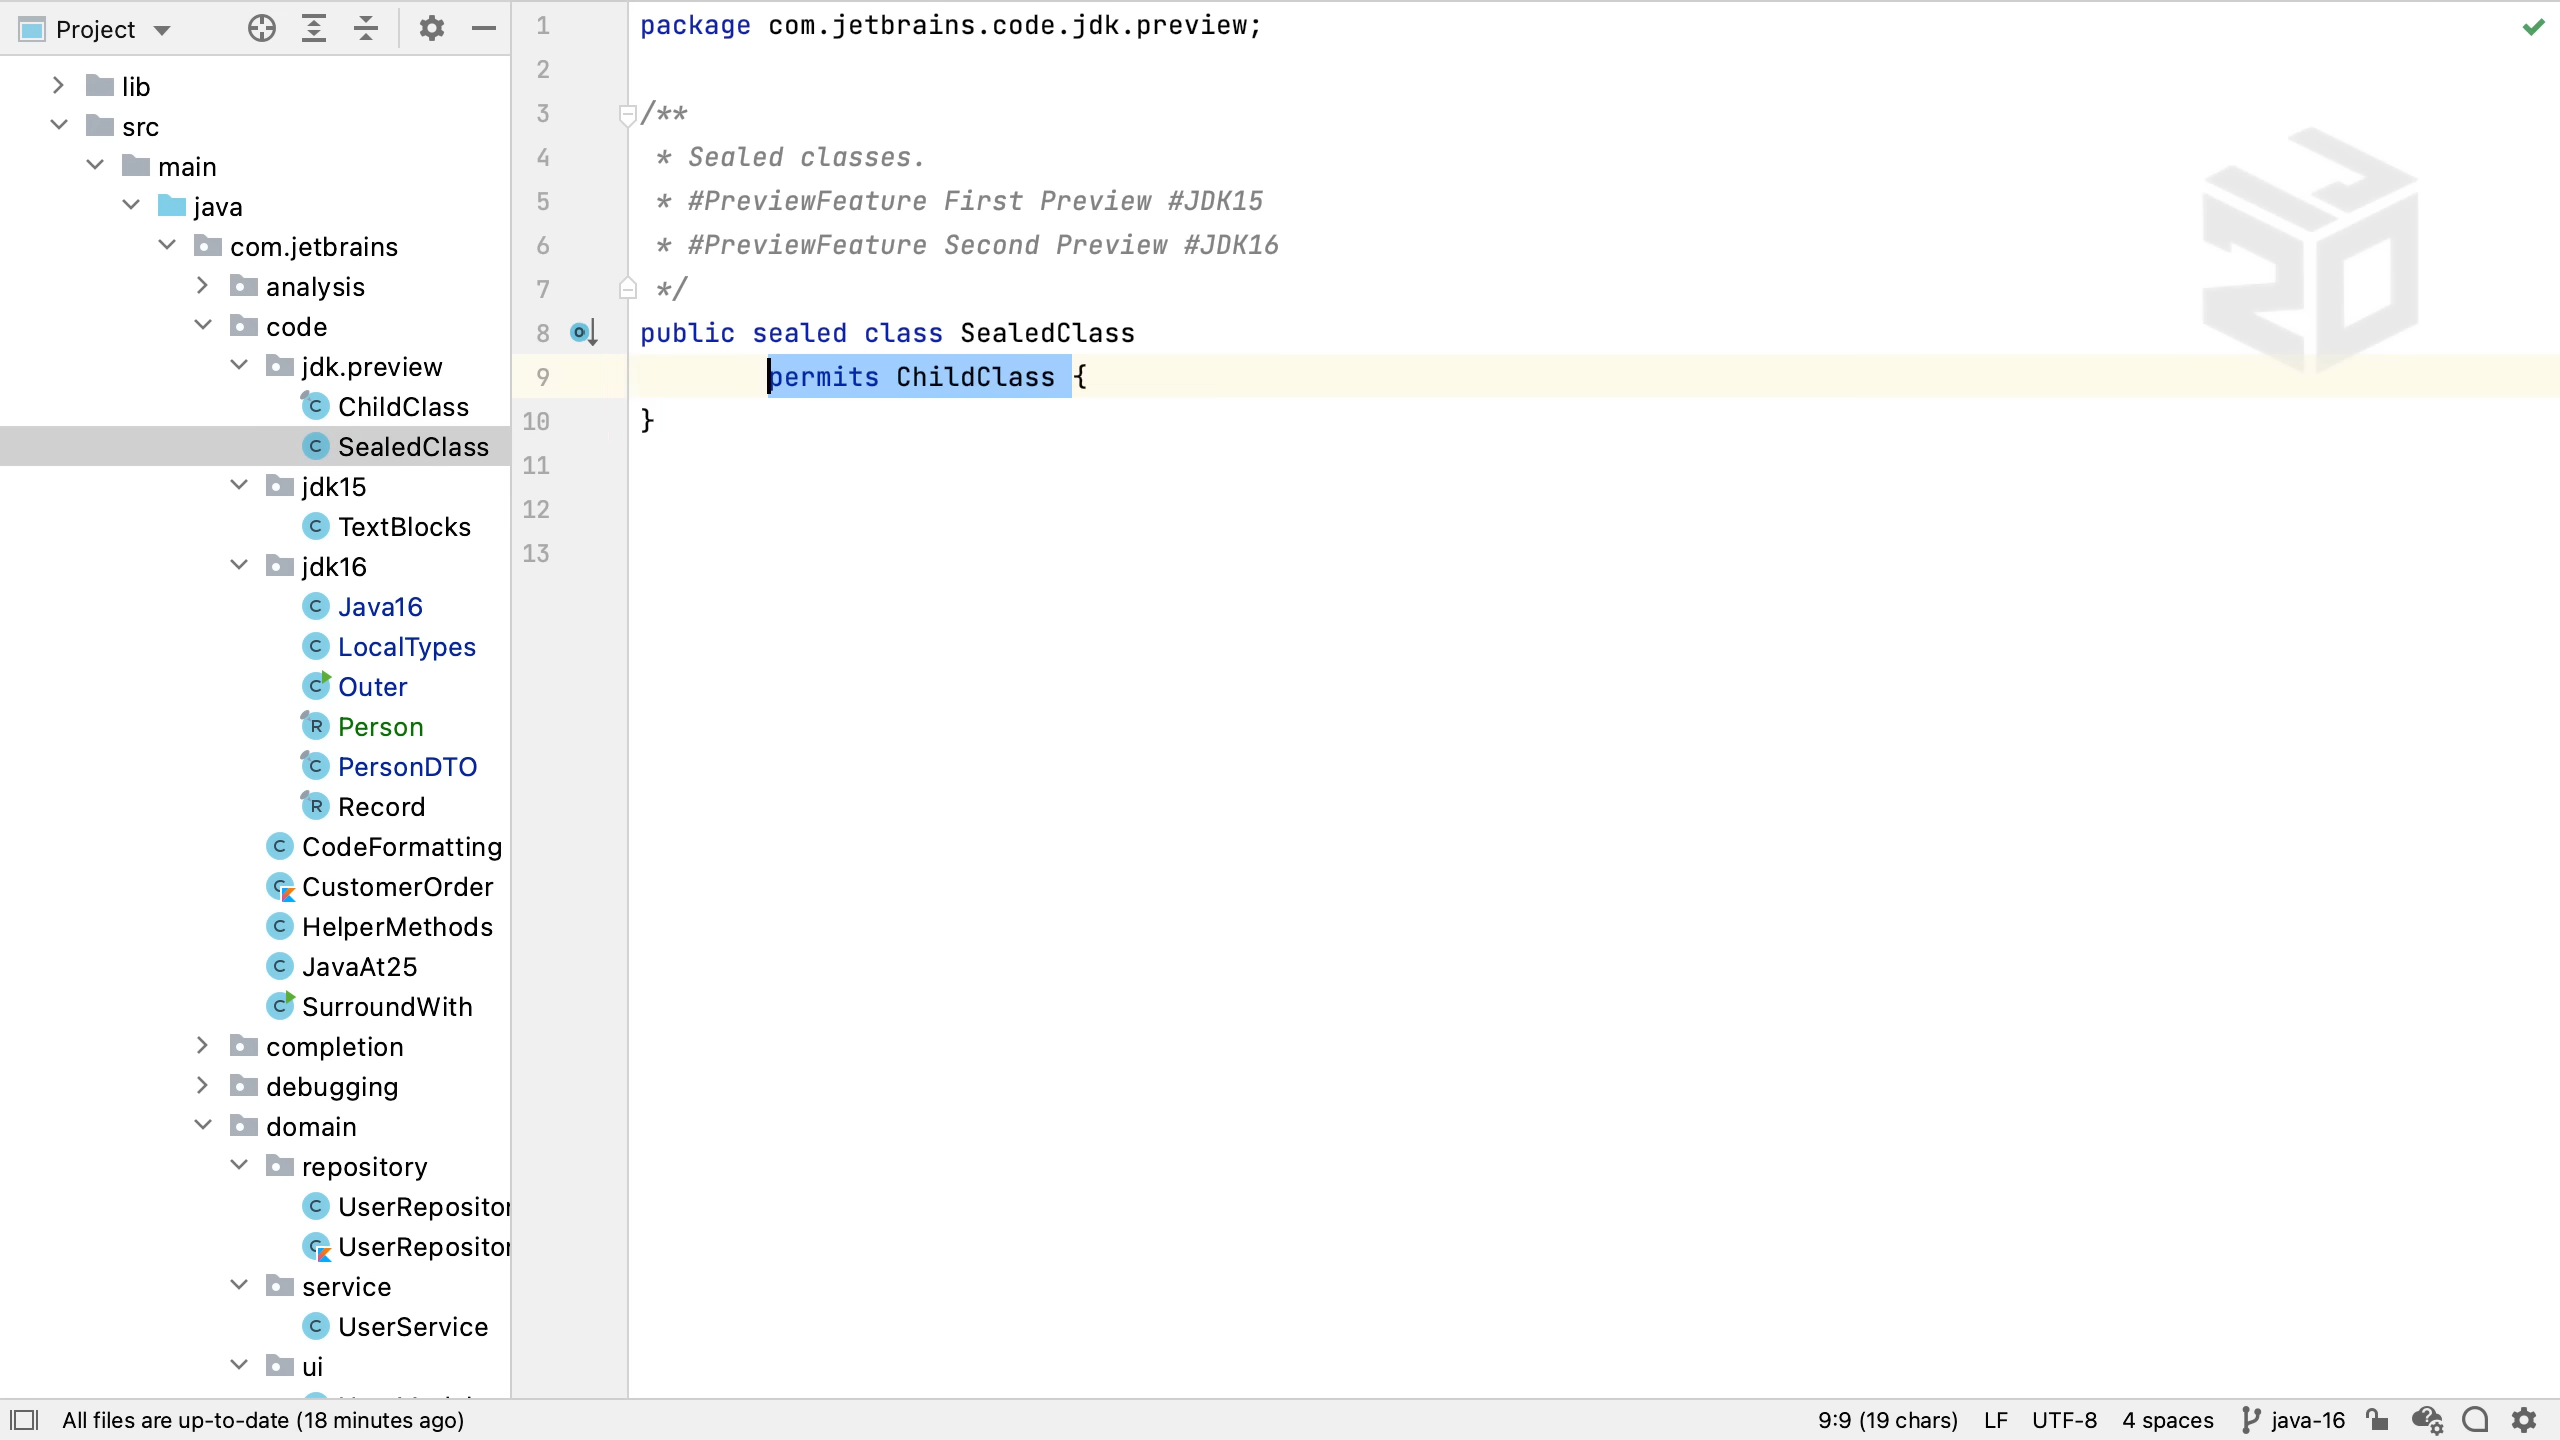 Project
lib
src
main
java
com.jetbrains
analysis
code
jdk.preview
ChildClass
SealedClass
jdk15
TextBlocks
jdk16
Java16
LocalTypes
Outer
Person
PersonDTO
Record
CodeFormatting
CustomerOrder
HelperMethods
JavaAt25
SurroundWith
completion
debugging
domain
repository
UserRepositor
UserRepositor
service
UserService
ui
1 package com.jetbrains.code.jdk.preview;
2
3 /**
4 * Sealed classes.
5 * #PreviewFeature First Preview #JDK15
6 * #PreviewFeature Second Preview #JDK16
7 */
8 public sealed class SealedClass
9 permits ChildClass {
10 }
11
12
13
IJ
20
All files are up-to-date (18 minutes ago)
9:9 (19 chars) LF UTF-8 4 spaces java-16